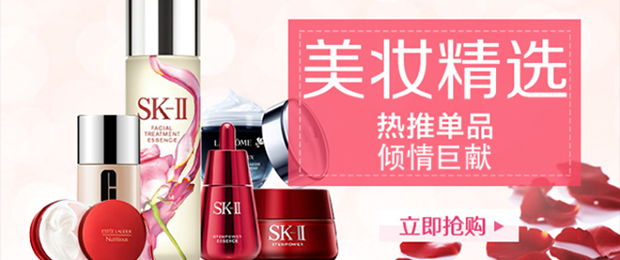 SK-II
FACIAL
TREATMENT
ESSENCE
LANCOME
ESTEE LAUDER
Nutritious
SK-II
STEMPOWER
ESSENCE
SK-II
STEMPOWER
美妆精选
热推单品
倾情巨献
立即抢购